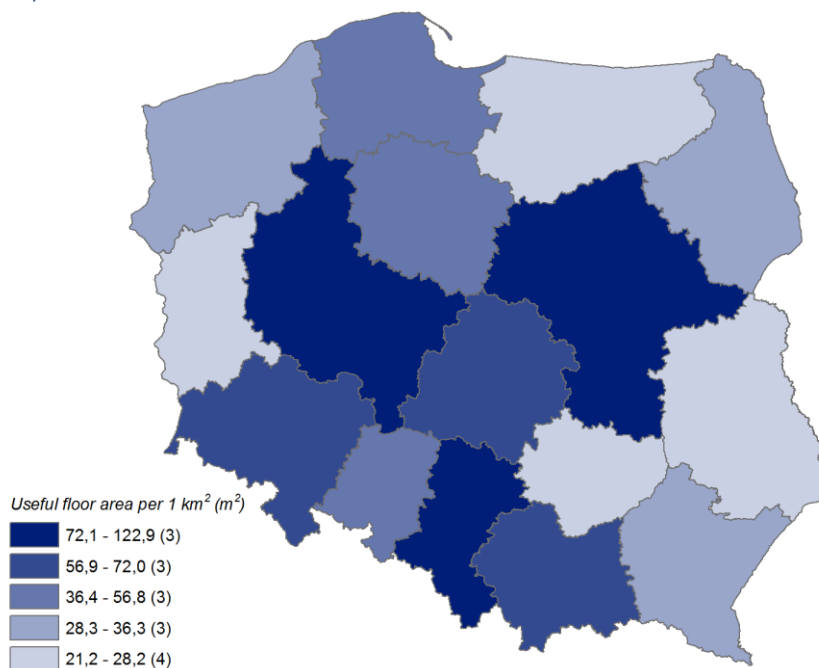 Useful floor area per 1 km² (m²)
72,1 - 122,9 (3)
56,9 - 72,0 (3)
36,4 - 56,8 (3)
28,3 - 36,3 (3)
21,2 - 28,2 (4)